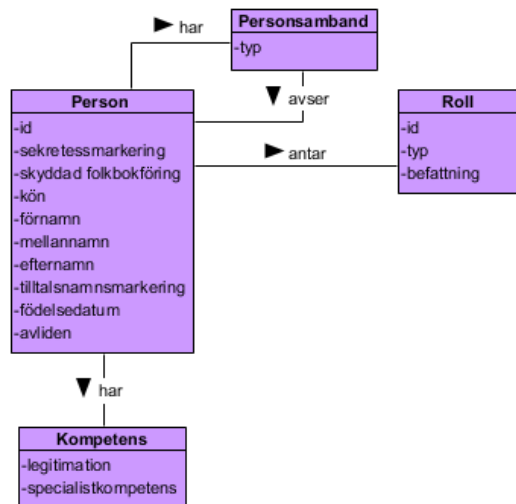 Personsamband
-typ
har
avser
Person
-id
-sekretessmarkering
-skyddad folkbokföring
-kön
-förnamn
-mellannamn
-efternamn
-tilltalsnamnsmarkering
-födelsedatum
-avliden
antar
Roll
-id
-typ
-befattning
har
Kompetens
-legitimation
-specialistkompetens